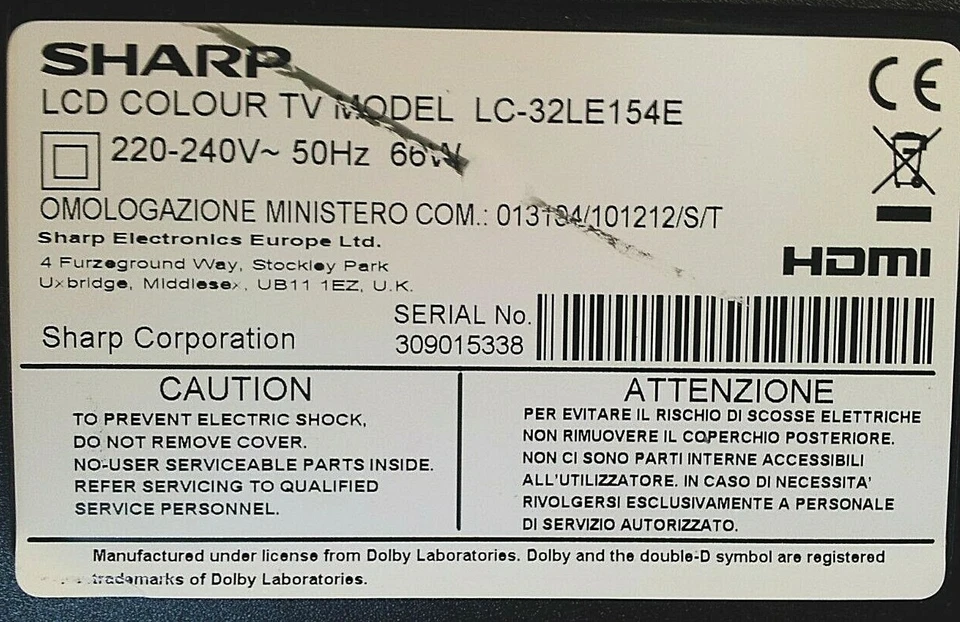 SHARP
LCD COLOUR TV MODEL LC-32LE154E
220-240V~ 50Hz 66W
OMOLOGAZIONE MINISTERO COM.: 013194/101212/S/T
Sharp Electronics Europe Ltd.
4 Furzeground Way, Stockley Park
Uxbridge, Middlesex, UB11 1EZ, U.K.
CE
HDMI
Sharp Corporation
SERIAL No.
309015338
CAUTION
TO PREVENT ELECTRIC SHOCK,
DO NOT REMOVE COVER.
NO-USER SERVICEABLE PARTS INSIDE.
REFER SERVICING TO QUALIFIED
SERVICE PERSONNEL.
ATTENZIONE
PER EVITARE IL RISCHIO DI SCOSSE ELETTRICHE
NON RIMUOVERE IL COPERCHIO POSTERIORE.
NON CI SONO PARTI INTERNE ACCESSIBILI
ALL'UTILIZZATORE. IN CASO DI NECESSITA'
RIVOLGERSI ESCLUSIVAMENTE A PERSONALE
DI SERVIZIO AUTORIZZATO.
Manufactured under license from Dolby Laboratories. Dolby and the double-D symbol are registered
trademarks of Dolby Laboratories.